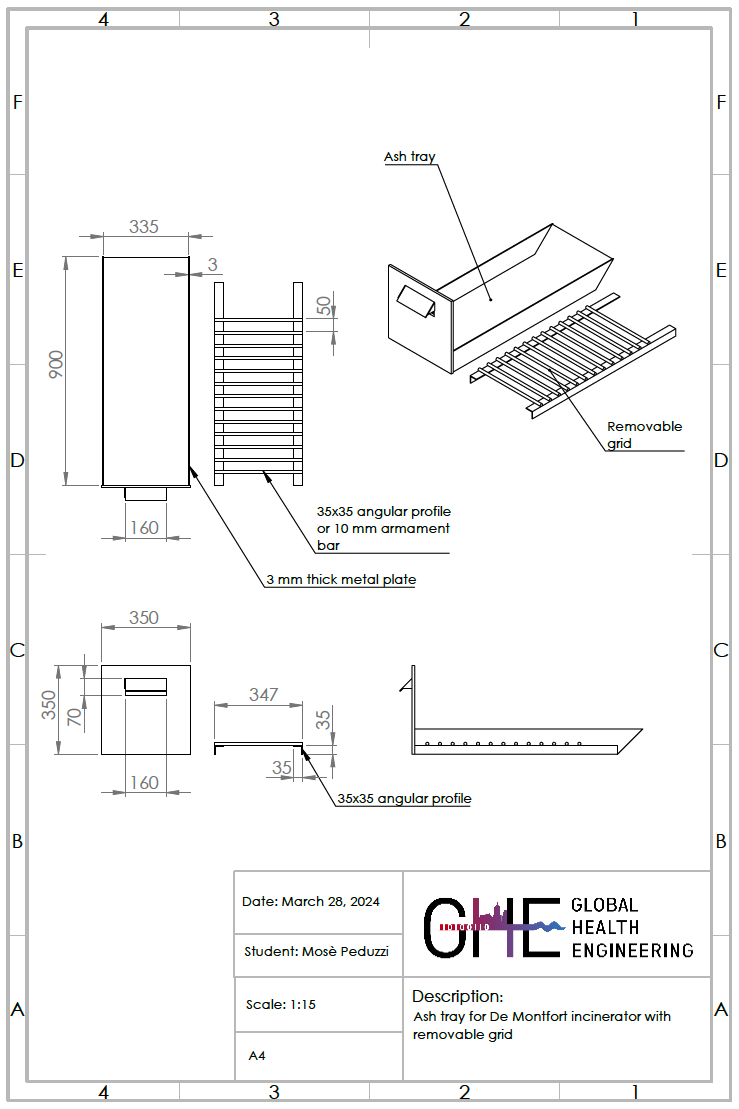 4 3 2 1
F F
Ash tray
335
3
E E
50
900
Removable
grid
D D
35x35 angular profile
or 10 mm armament
bar
160
3 mm thick metal plate
350
C C
347
350
70
35
35
160
35x35 angular profile
B B
Date: March 28, 2024
GHE
GLOBAL
HEALTH
ENGINEERING
Student: Mosè Peduzzi
Scale: 1:15
Description:
Ash tray for De Montfort incinerator with
removable grid
A A
A4
4 3 2 1